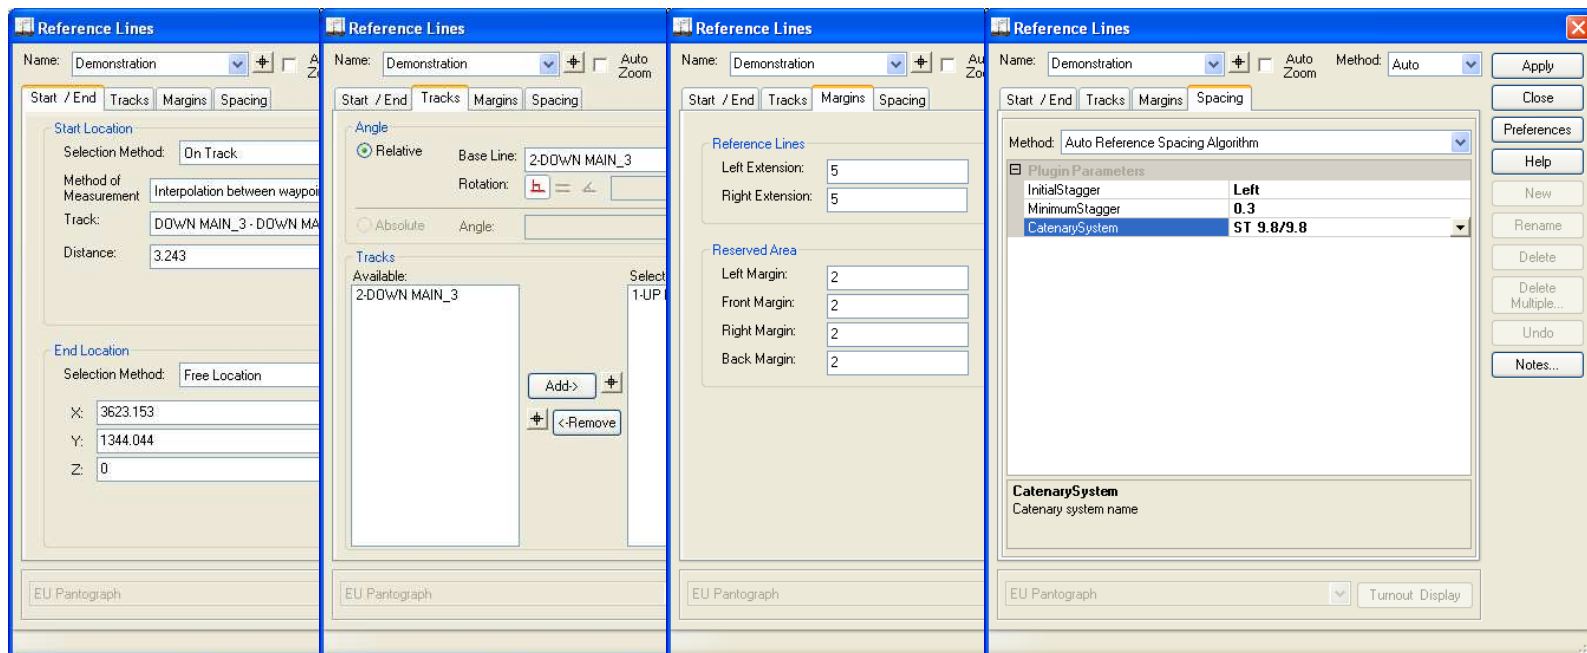 Reference Lines
Name: Demonstration
Start / End Tracks Margins Spacing
Start Location
Selection Method: On Track
Method of Measurement Interpolation between
Track: DOWN MAIN_3 - DOWN
Distance: 3.243
End Location
Selection Method: Free Location
X: 3623.153
Y: 1344.044
Z: 0
EU Pantograph
Reference Lines
Name: Demonstration Auto Zoom
Start / End Tracks Margins Spacing
Angle
Relative Base Line: 2-DOWN MAIN_3
Rotation:
Absolute Angle:
Tracks
Available:
2-DOWN MAIN_3
Add->
<-Remove
EU Pantograph
Reference Lines
Name: Demonstration
Start / End Tracks Margins Spacing
Reference Lines
Left Extension: 5
Right Extension: 5
Reserved Area
Left Margin: 2
Front Margin: 2
Right Margin: 2
Back Margin: 2
EU Pantograph
Reference Lines
Name: Demonstration Auto Zoom Method: Auto
Start / End Tracks Margins Spacing
Method: Auto Reference Spacing Algorithm
Plugin Parameters
InitialStagger Left
MinimumStagger 0.3
CatenarySystem ST 9.8/9.8
CatenarySystem
Catenary system name
EU Pantograph Turnout Display
Apply
Close
Preferences
Help
New
Rename
Delete
Delete Multiple...
Undo
Notes...